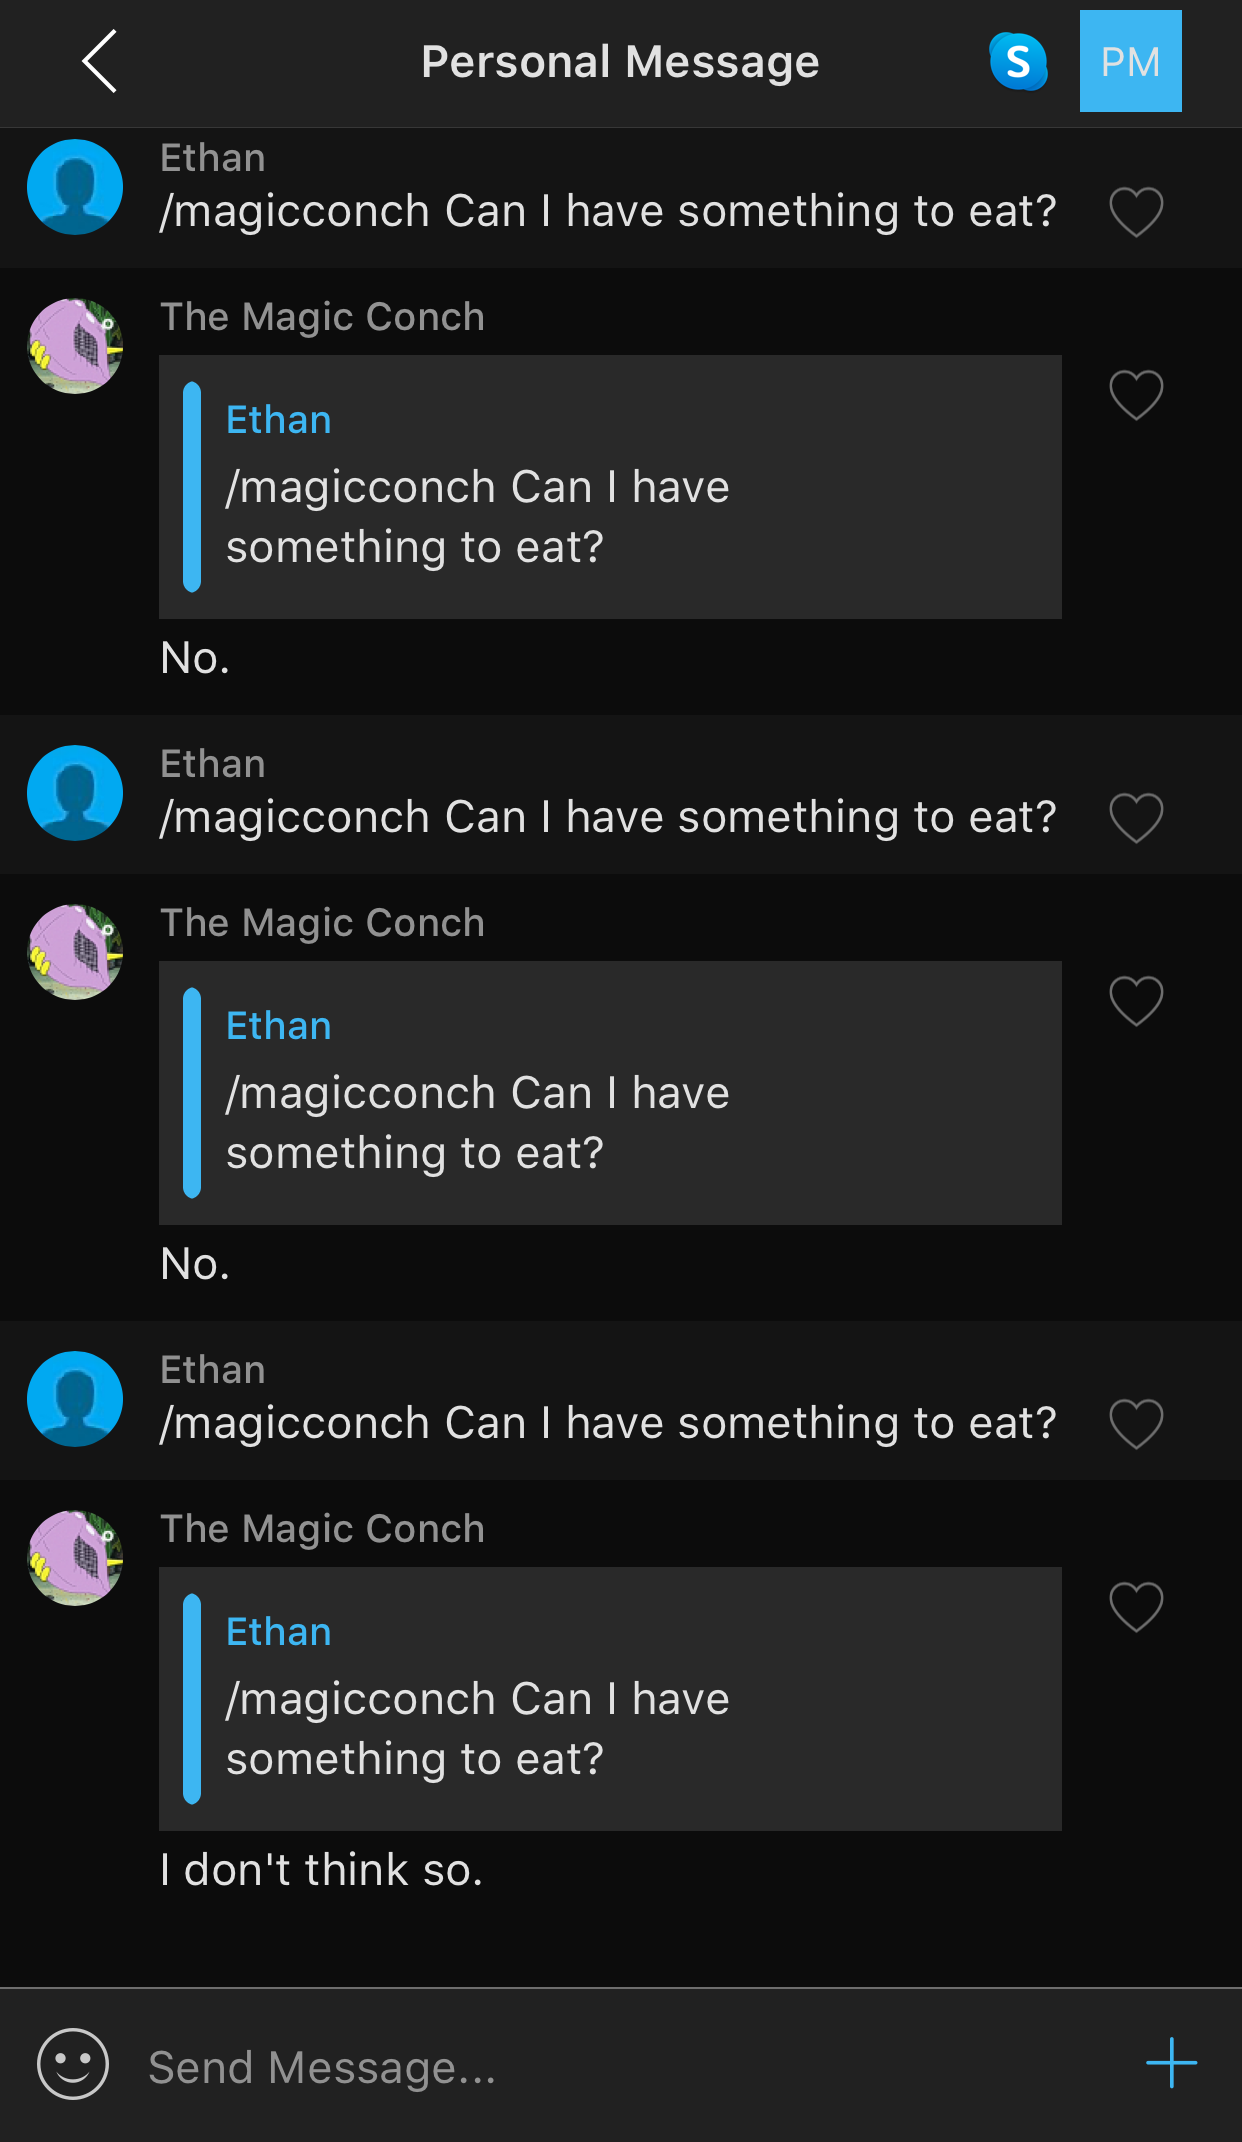 Personal Message
S
PM
Ethan
/magicconch Can I have something to eat?
The Magic Conch
Ethan
/magicconch Can I have
something to eat?
No.
Ethan
/magicconch Can I have something to eat?
The Magic Conch
Ethan
/magicconch Can I have
something to eat?
No.
Ethan
/magicconch Can I have something to eat?
The Magic Conch
Ethan
/magicconch Can I have
something to eat?
I don't think so.
Send Message...